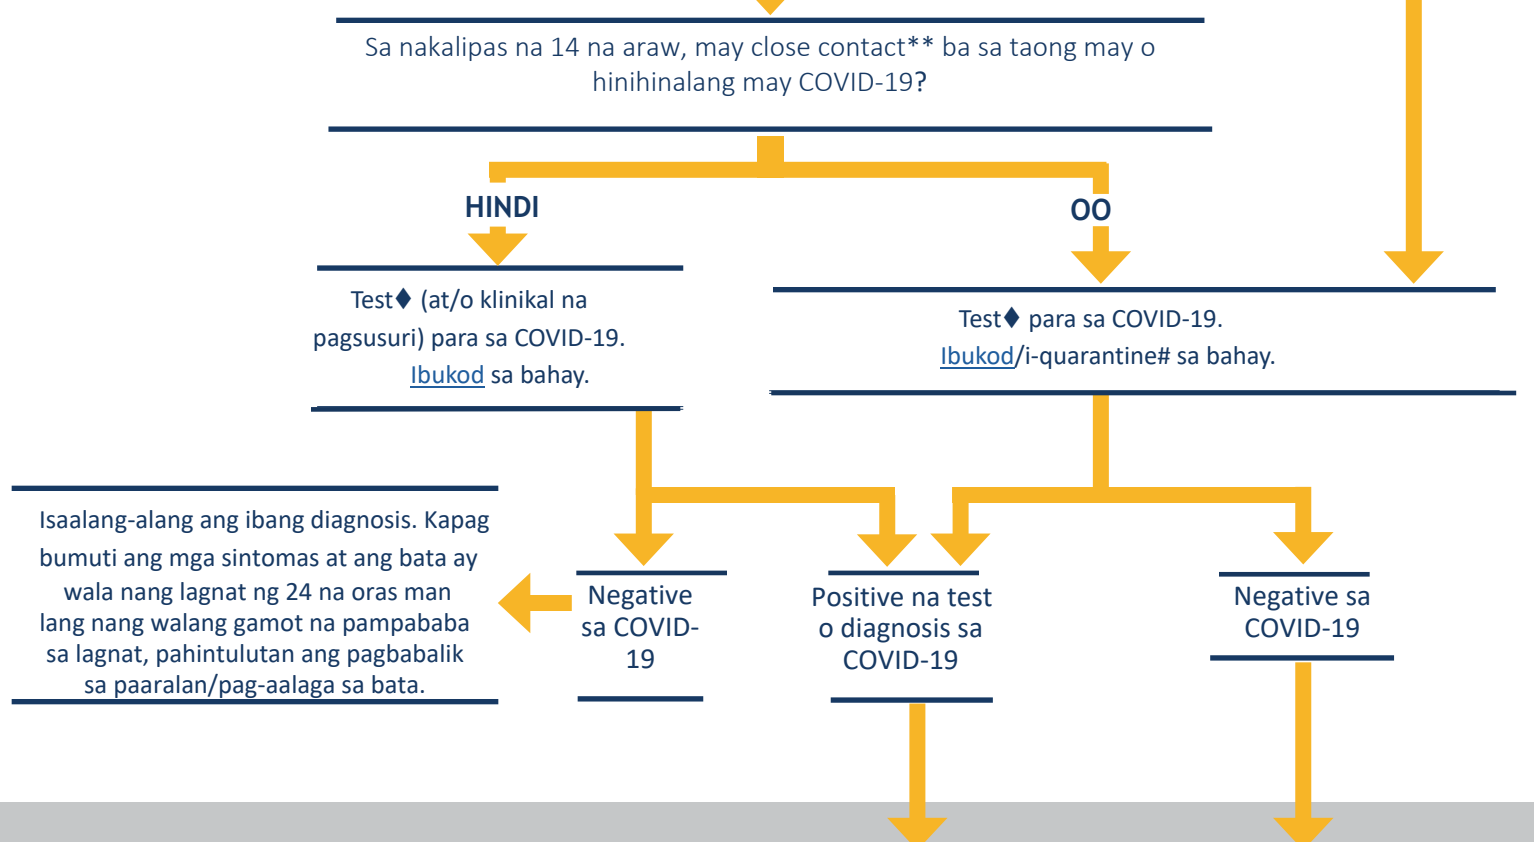 Sa nakalipas na 14 na araw, may close contact** ba sa taong may o
hinihinalang may COVID-19?
HINDI
OO
Test♦ (at/o klinikal na
pagsusuri) para sa COVID-19.
Ibukod sa bahay.
Test♦ para sa COVID-19.
Ibukod/i-quarantine# sa bahay.
Isaalang-alang ang ibang diagnosis. Kapag
bumuti ang mga sintomas at ang bata ay
wala nang lagnat ng 24 na oras man
lang nang walang gamot na pampababa
sa lagnat, pahintulutan ang pagbabalik
sa paaralan/pag-aalaga sa bata.
Negative
sa COVID-
19
Positive na test
o diagnosis sa
COVID-19
Negative sa
COVID-19